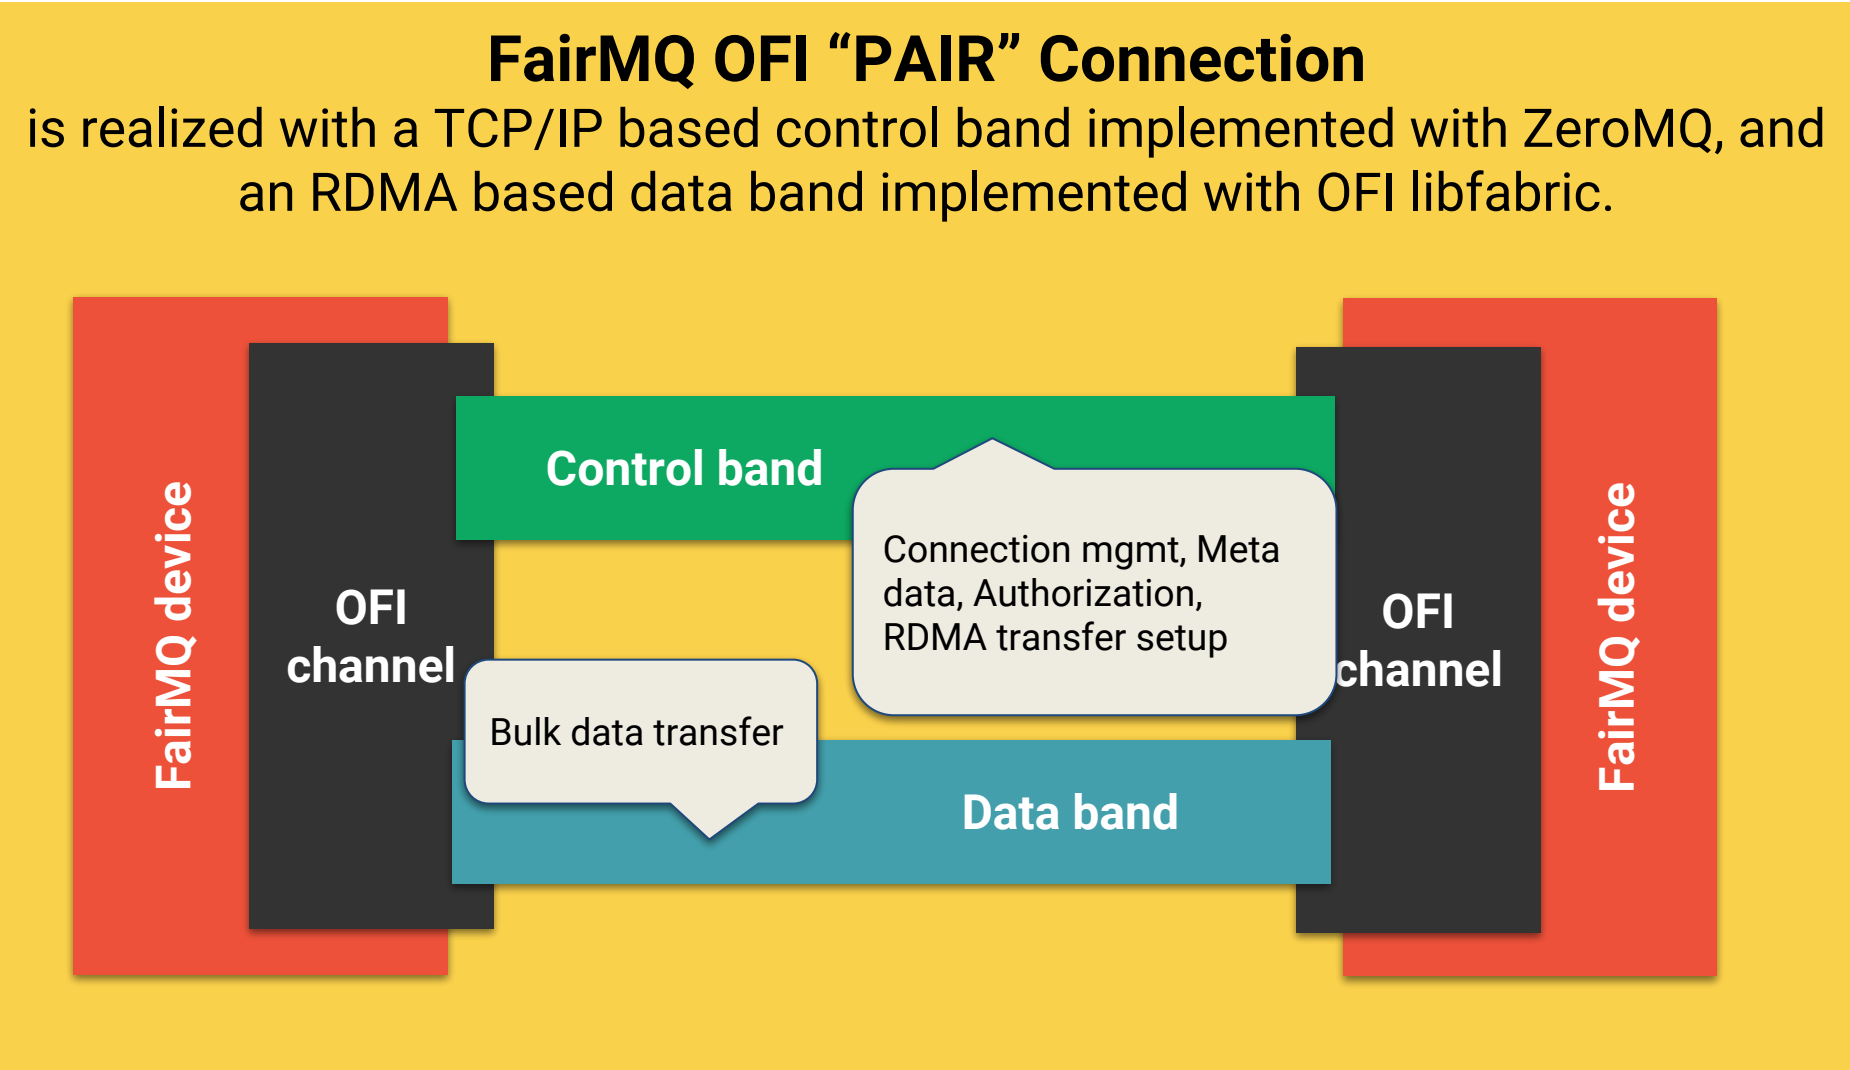 FairMQ OFI “PAIR” Connection
is realized with a TCP/IP based control band implemented with ZeroMQ, and
an RDMA based data band implemented with OFI libfabric.
FairMQ device
OFI
channel
Control band
Connection mgmt, Meta
data, Authorization,
RDMA transfer setup
Bulk data transfer
Data band
OFI
channel
FairMQ device